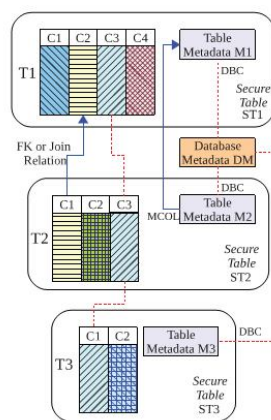 C1 C2 C3 C4
Table
Metadata M1
T1
DBC
Secure
Table
ST1
FK or Join
Relation
Database
Metadata DM
DBC
C1 C2 C3
Table
Metadata M2
MCOL
T2
Secure
Table
ST2
C1 C2
Table
Metadata M3
DBC
T3
Secure
Table
ST3